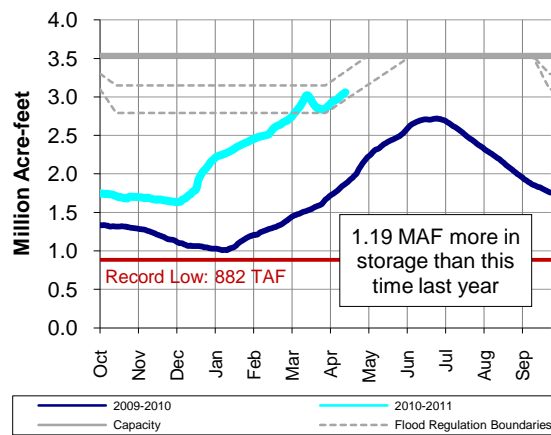 Million Acre-feet
4.0
3.5
3.0
2.5
2.0
1.5
1.0
0.5
0.0
Record Low: 882 TAF
1.19 MAF more in
storage than this
time last year
Oct
Nov
Dec
Jan
Feb
Mar
Apr
May
Jun
Jul
Aug
Sep
2009-2010
2010-2011
Capacity
Flood Regulation Boundaries